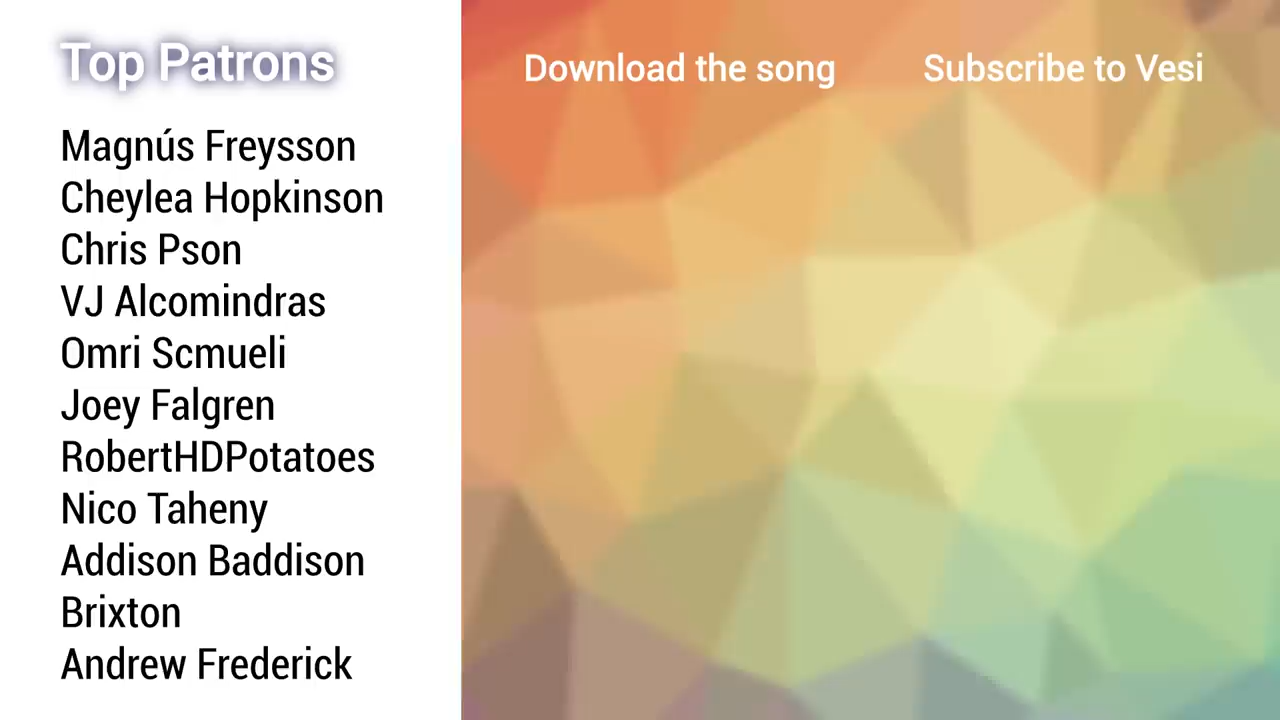 Top Patrons
Magnús Freysson
Cheylea Hopkinson
Chris Pson
VJ Alcomindras
Omri Scmueli
Joey Falgren
RobertHDPotatoes
Nico Taheny
Addison Baddison
Brixton
Andrew Frederick
Download the song
Subscribe to Vesi